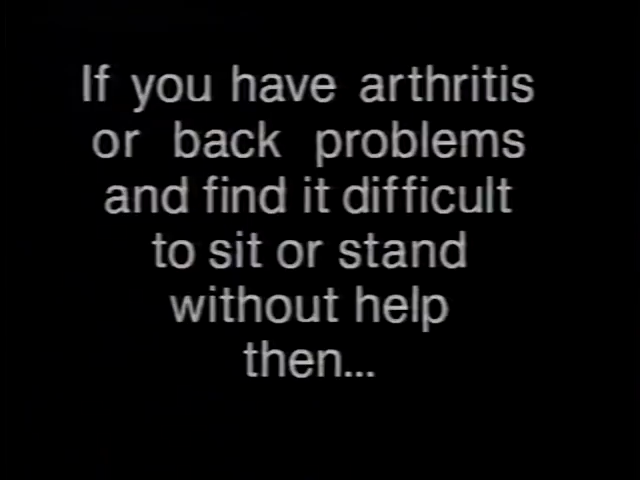 If you have arthritis
or back problems
and find it difficult
to sit or stand
without help
then...